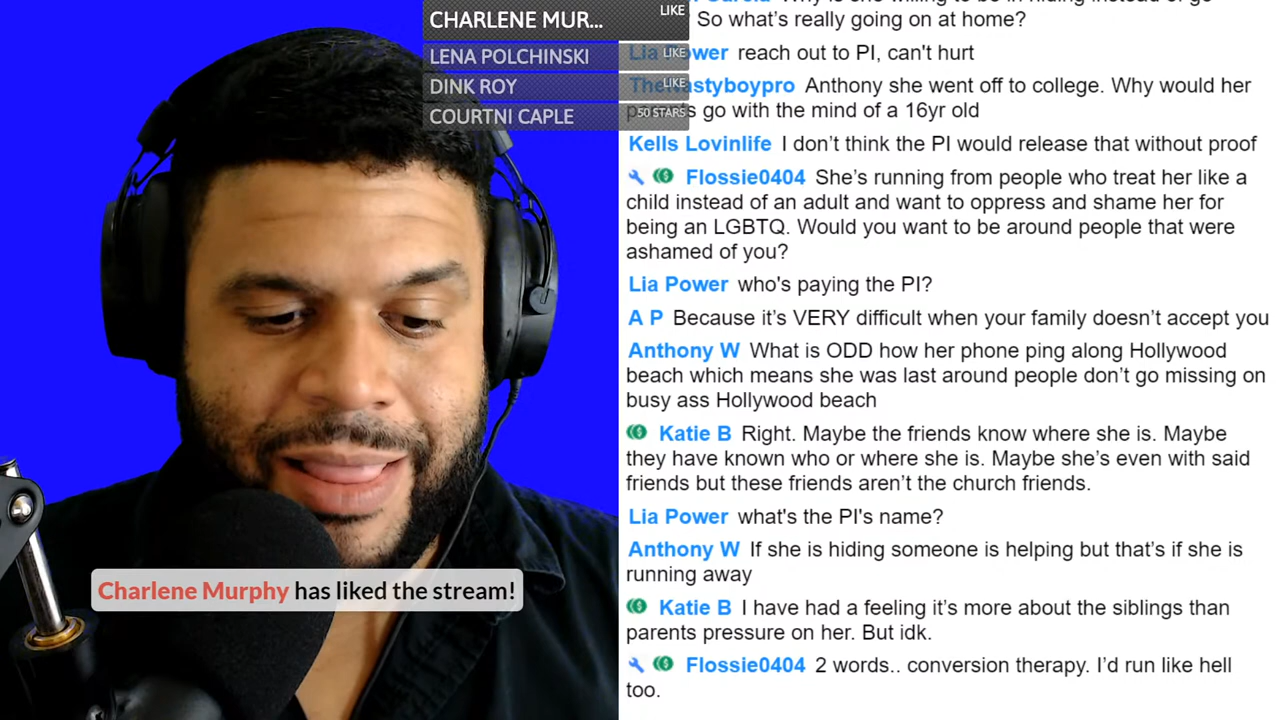 CHARLENE MUR...
LIKE
LENA POLCHINSKI
LIKE
DINK ROY
LIKE
COURTNI CAPLE
50 STARS
Charlene Murphy has liked the stream!
So what's really going on at home?
Lia Power reach out to PI, can't hurt
TheNastyboypro Anthony she went off to college. Why would her
parents go with the mind of a 16yr old
Kells Lovinlife I don't think the PI would release that without proof
Flossie0404 She's running from people who treat her like a
child instead of an adult and want to oppress and shame her for
being an LGBTQ. Would you want to be around people that were
ashamed of you?
Lia Power who's paying the PI?
A P Because it's VERY difficult when your family doesn't accept you
Anthony W What is ODD how her phone ping along Hollywood
beach which means she was last around people don't go missing on
busy ass Hollywood beach
Katie B Right. Maybe the friends know where she is. Maybe
they have known who or where she is. Maybe she's even with said
friends but these friends aren't the church friends.
Lia Power what's the PI's name?
Anthony W If she is hiding someone is helping but that's if she is
running away
Katie B I have had a feeling it's more about the siblings than
parents pressure on her. But idk.
Flossie0404 2 words.. conversion therapy. I'd run like hell
too.